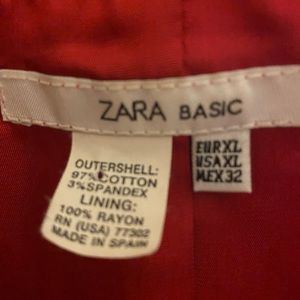 ZARA BASIC
OUTERSHELL:
97%COTTON
3%SPANDEX
LINING:
100% RAYON
RN (USA) 77302
MADE IN SPAIN
EUR XL
USA XL
MEX 32